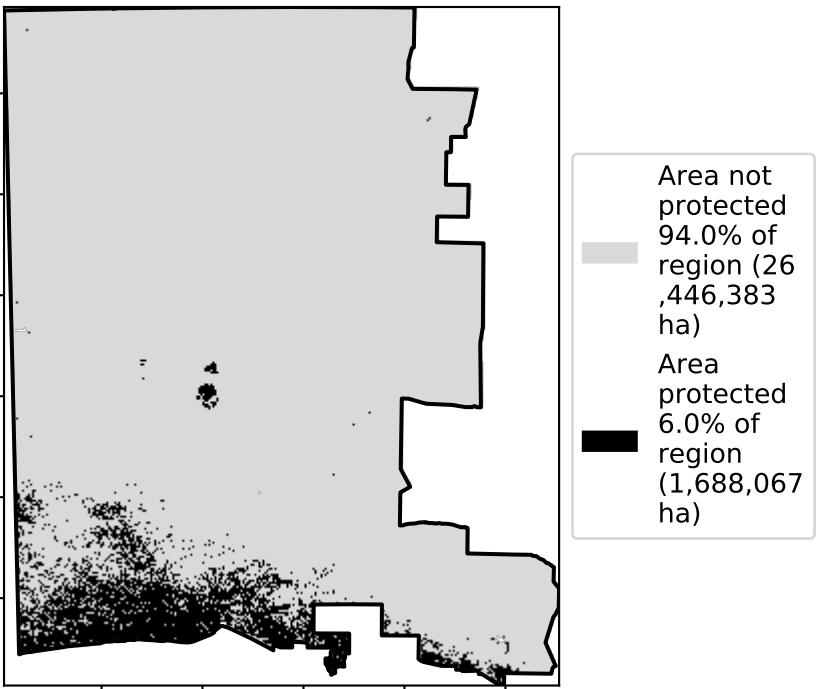 Area not
protected
94.0% of
region (26
,446,383
ha)
Area
protected
6.0% of
region
(1,688,067
ha)